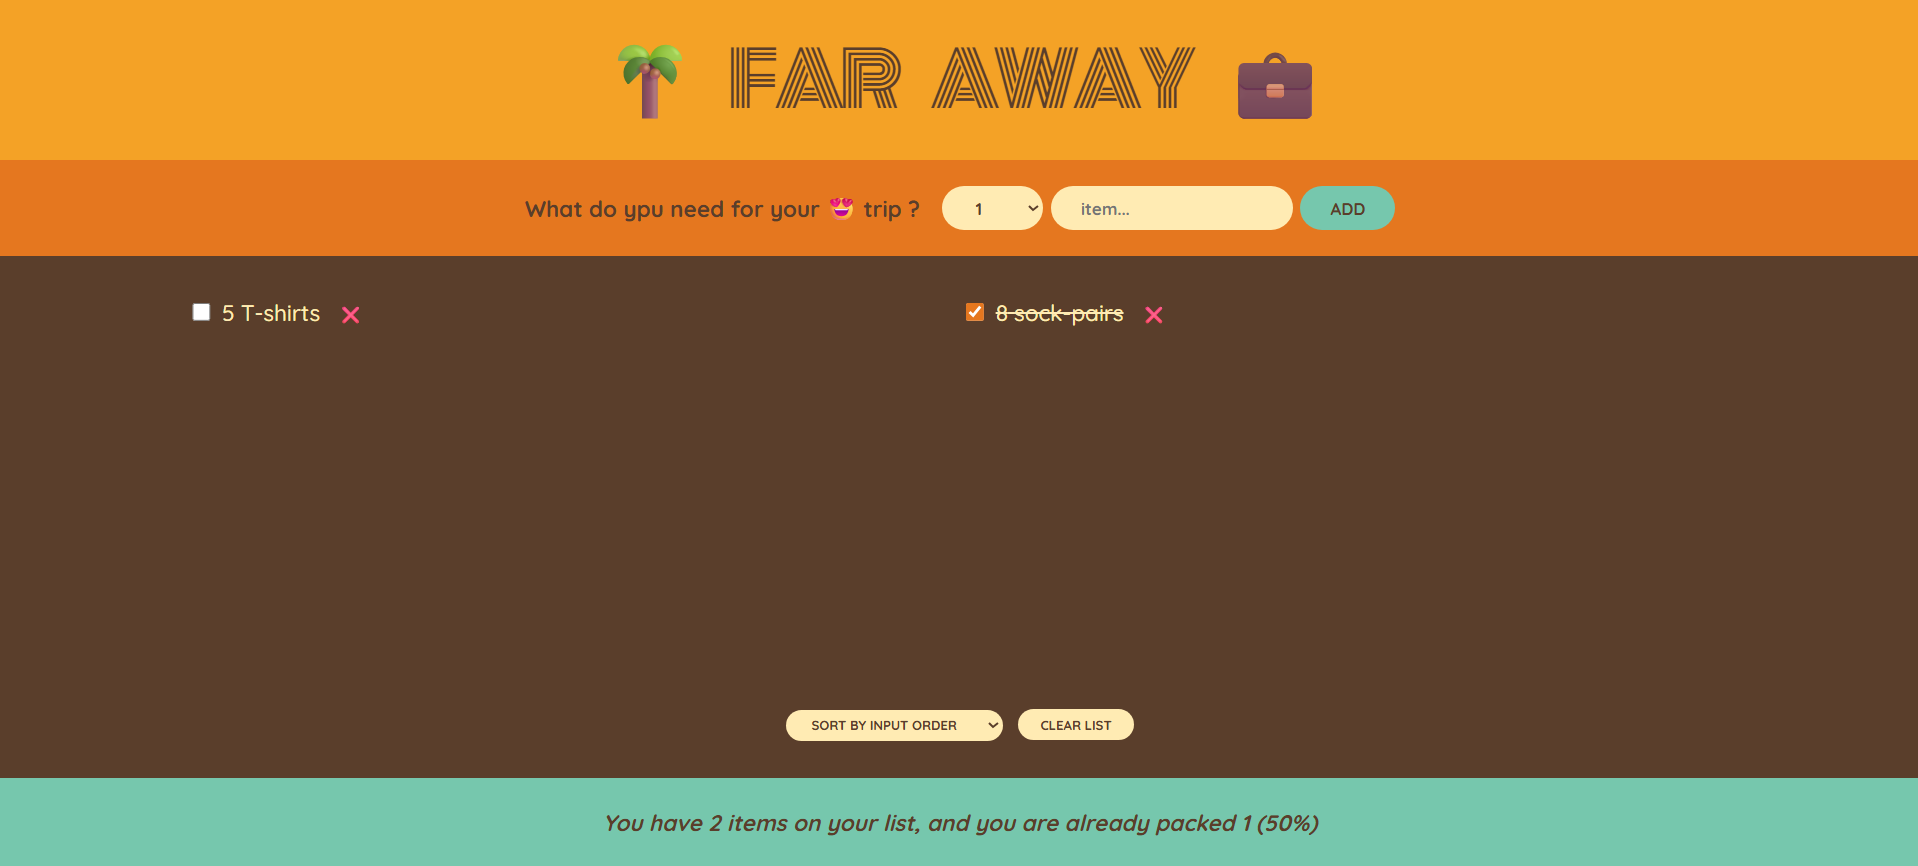 🌴 FAR AWAY 💼
What do ypu need for your 😍 trip ? 1 item... ADD
5 T-shirts ❌ 8 sock-pairs ❌
SORT BY INPUT ORDER CLEAR LIST
You have 2 items on your list, and you are already packed 1 (50%)